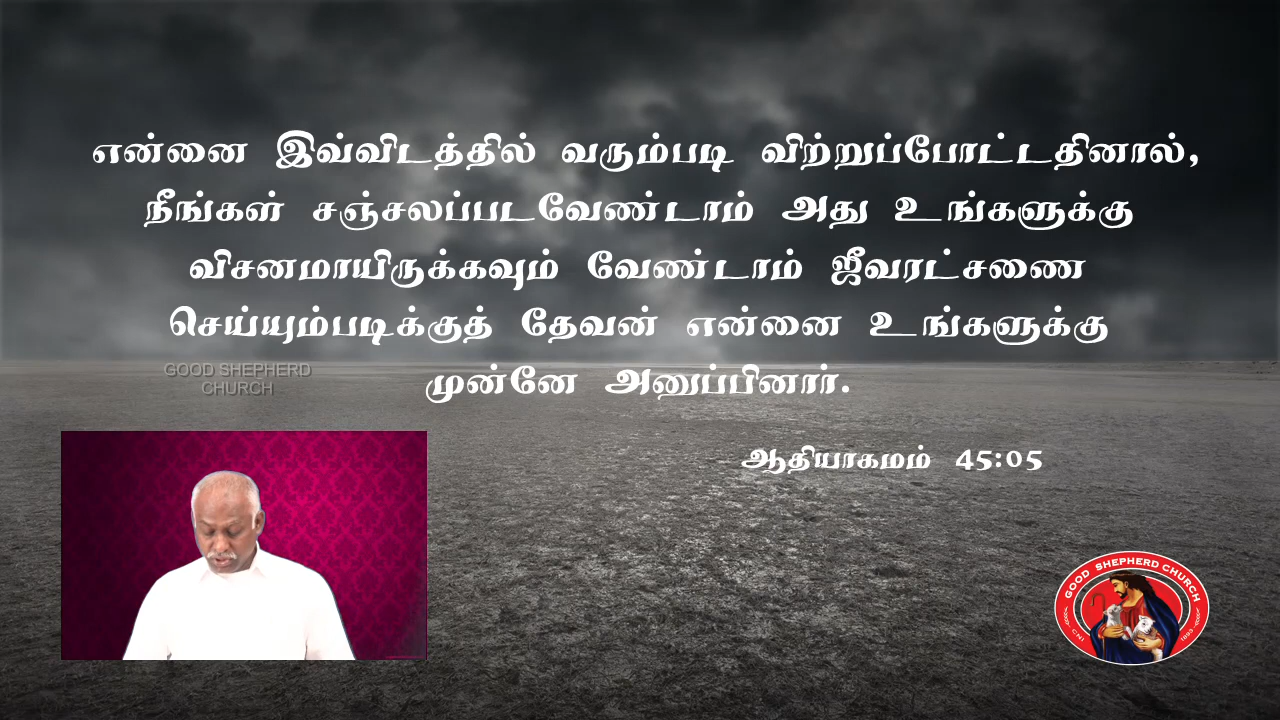 என்னை இவ்விடத்தில் வரும்படி விற்றுப்போட்டதினால்,
நீங்கள் சஞ்சலப்படவேண்டாம் அது உங்களுக்கு
விசனமாயிருக்கவும் வேண்டாம் ஜீவரட்சணை
செய்யும்படிக்குத் தேவன் என்னை உங்களுக்கு
முன்னே அனுப்பினார்.
ஆதியாகமம் 45:05
GOOD SHEPHERD
CHURCH
GOOD SHEPHERD CHURCH